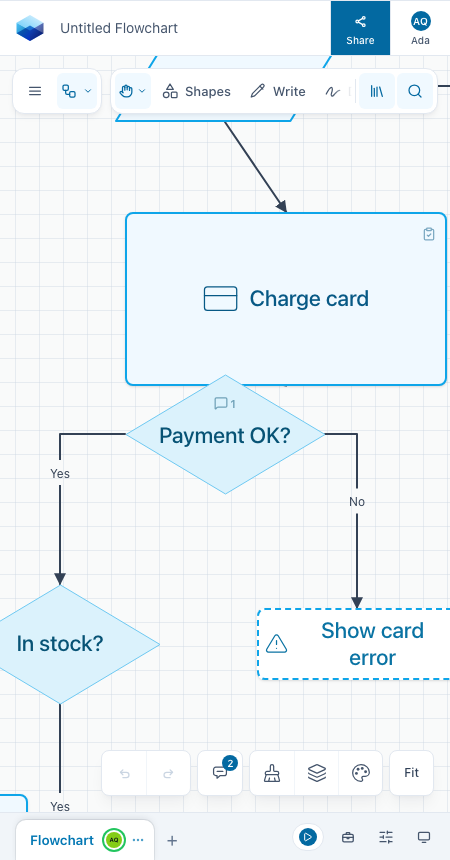 Untitled Flowchart
Share
AQ
Ada
Shapes
Write
Charge card
1
Payment OK?
Yes
No
In stock?
Show card
error
2
Fit
Yes
Flowchart
AQ